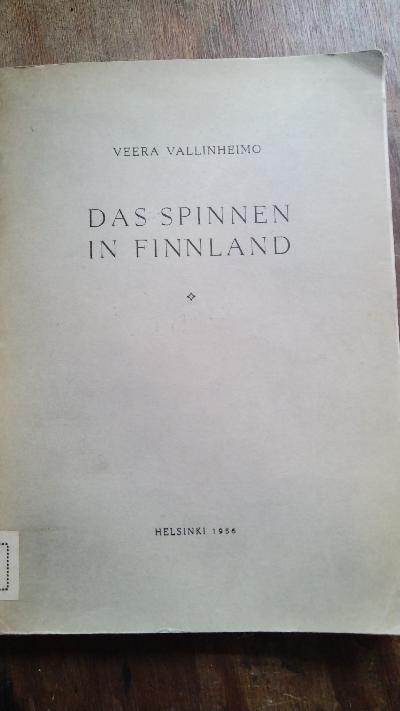 VEERA VALLINHEIMO
DAS SPINNEN
IN FINNLAND
HELSINKI 1956